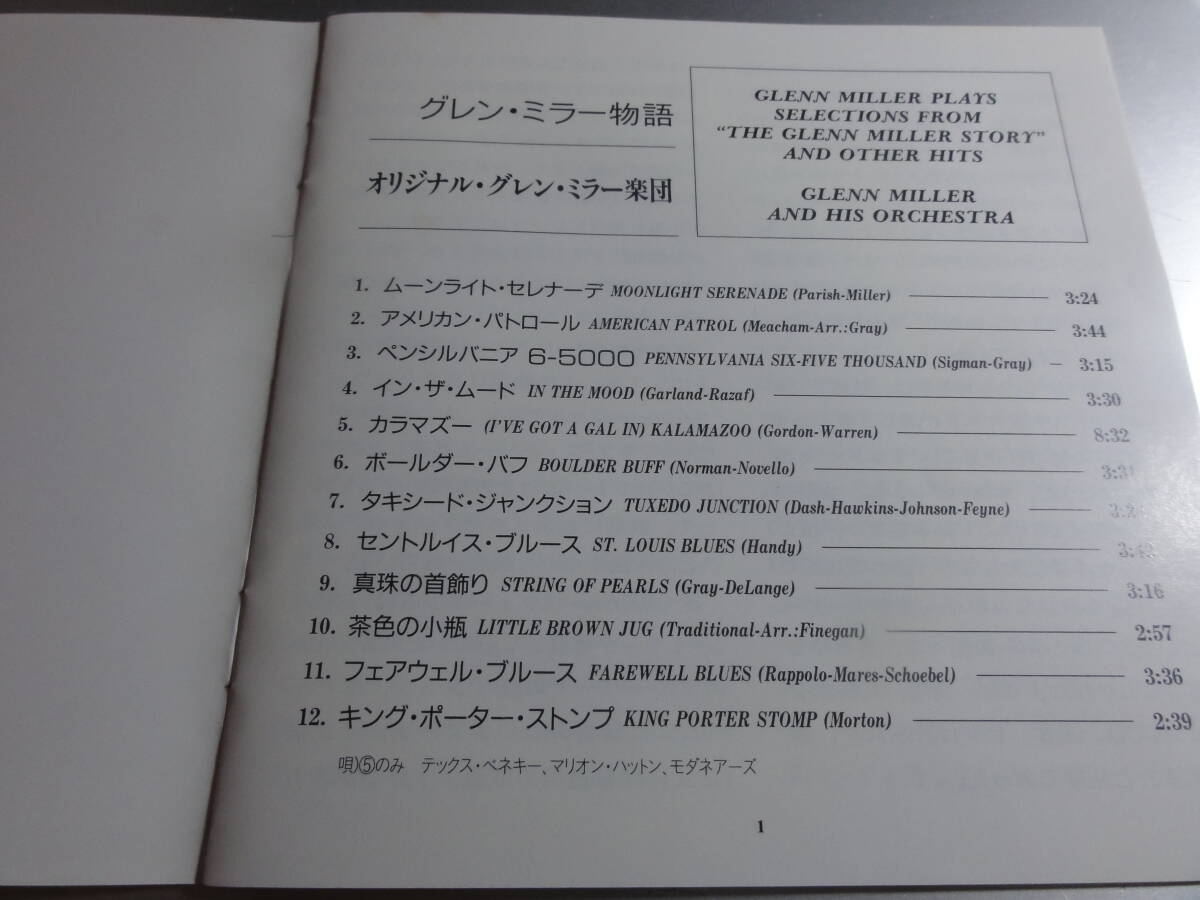 グレン・ミラー物語
オリジナル・グレン・ミラー楽団
GLENN MILLER PLAYS
SELECTIONS FROM
“THE GLENN MILLER STORY”
AND OTHER HITS
GLENN MILLER
AND HIS ORCHESTRA
1. ムーンライト・セレナーデ MOONLIGHT SERENADE (Parish-Miller) 3:24
2. アメリカン・パトロール AMERICAN PATROL (Meacham-Arr.:Gray) 3:44
3. ペンシルバニア 6-5000 PENNSYLVANIA SIX-FIVE THOUSAND (Sigman-Gray) 3:15
4. イン・ザ・ムード IN THE MOOD (Garland-Razaf) 3:30
5. カラマズー (I'VE GOT A GAL IN) KALAMAZOO (Gordon-Warren) 8:32
6. ボールダー・バフ BOULDER BUFF (Norman-Novello)
7. タキシード・ジャンクション TUXEDO JUNCTION (Dash-Hawkins-Johnson-Feyne)
8. セントルイス・ブルース ST. LOUIS BLUES (Handy)
9. 真珠の首飾り STRING OF PEARLS (Gray-DeLange) 3:16
10. 茶色の小瓶 LITTLE BROWN JUG (Traditional-Arr.:Finegan) 2:57
11. フェアウェル・ブルース FAREWELL BLUES (Rappolo-Mares-Schoebel) 3:36
12. キング・ポーター・ストンプ KING PORTER STOMP (Morton) 2:39
唄)⑤のみ テックス・ベネキー、マリオン・ハットン、モダネアーズ
1